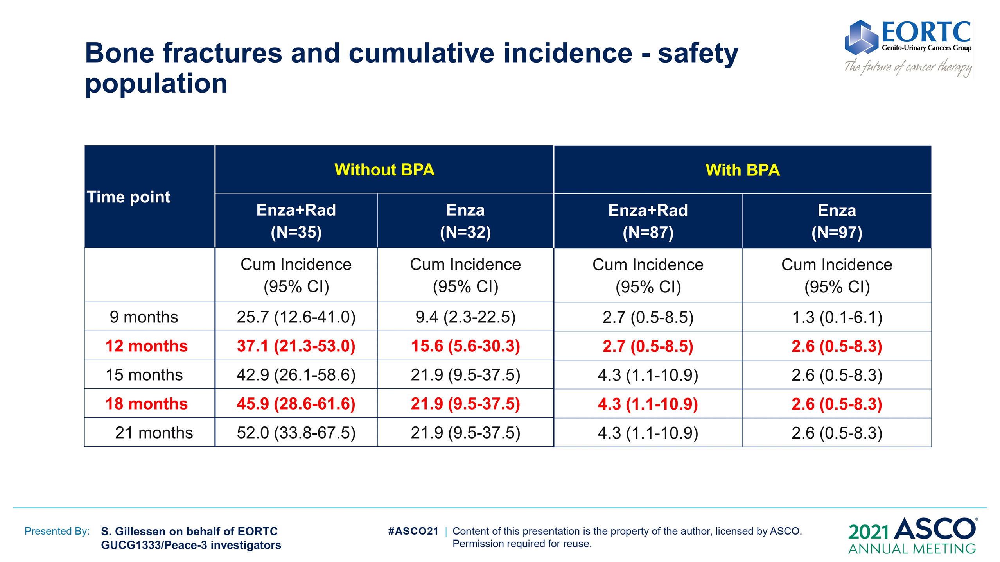 EORTC
Genito-Urinary Cancers Group
The future of cancer therapy
Bone fractures and cumulative incidence - safety
population
Time point
Without BPA
With BPA
Enza+Rad
(N=35)
Enza
(N=32)
Enza+Rad
(N=87)
Enza
(N=97)
Cum Incidence
(95% CI)
Cum Incidence
(95% CI)
Cum Incidence
(95% CI)
Cum Incidence
(95% CI)
9 months 25.7 (12.6-41.0) 9.4 (2.3-22.5) 2.7 (0.5-8.5) 1.3 (0.1-6.1)
12 months 37.1 (21.3-53.0) 15.6 (5.6-30.3) 2.7 (0.5-8.5) 2.6 (0.5-8.3)
15 months 42.9 (26.1-58.6) 21.9 (9.5-37.5) 4.3 (1.1-10.9) 2.6 (0.5-8.3)
18 months 45.9 (28.6-61.6) 21.9 (9.5-37.5) 4.3 (1.1-10.9) 2.6 (0.5-8.3)
21 months 52.0 (33.8-67.5) 21.9 (9.5-37.5) 4.3 (1.1-10.9) 2.6 (0.5-8.3)
Presented By: S. Gillessen on behalf of EORTC
GUCG1333/Peace-3 investigators
#ASCO21 | Content of this presentation is the property of the author, licensed by ASCO.
Permission required for reuse.
2021 ASCO®
ANNUAL MEETING